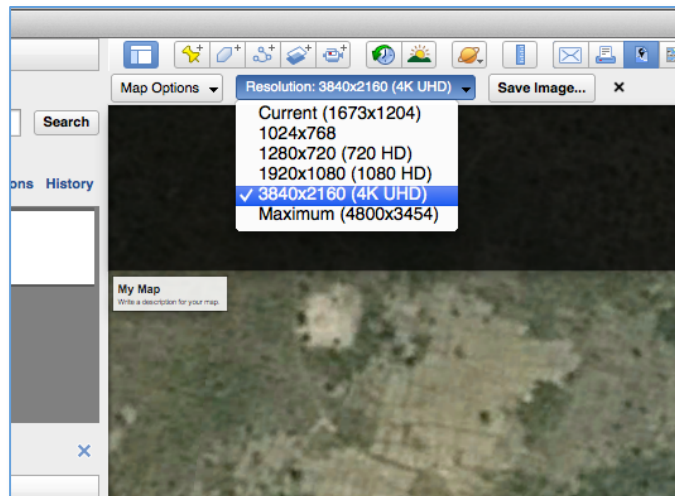 Map Options
Resolution: 3840x2160 (4K UHD)
Save Image...
Current (1673x1204)
1024x768
Search
1280x720 (720 HD)
1920x1080 (1080 HD)
ons History
✓ 3840x2160 (4K UHD)
Maximum (4800x3454)
My Map
Write a description for your map.